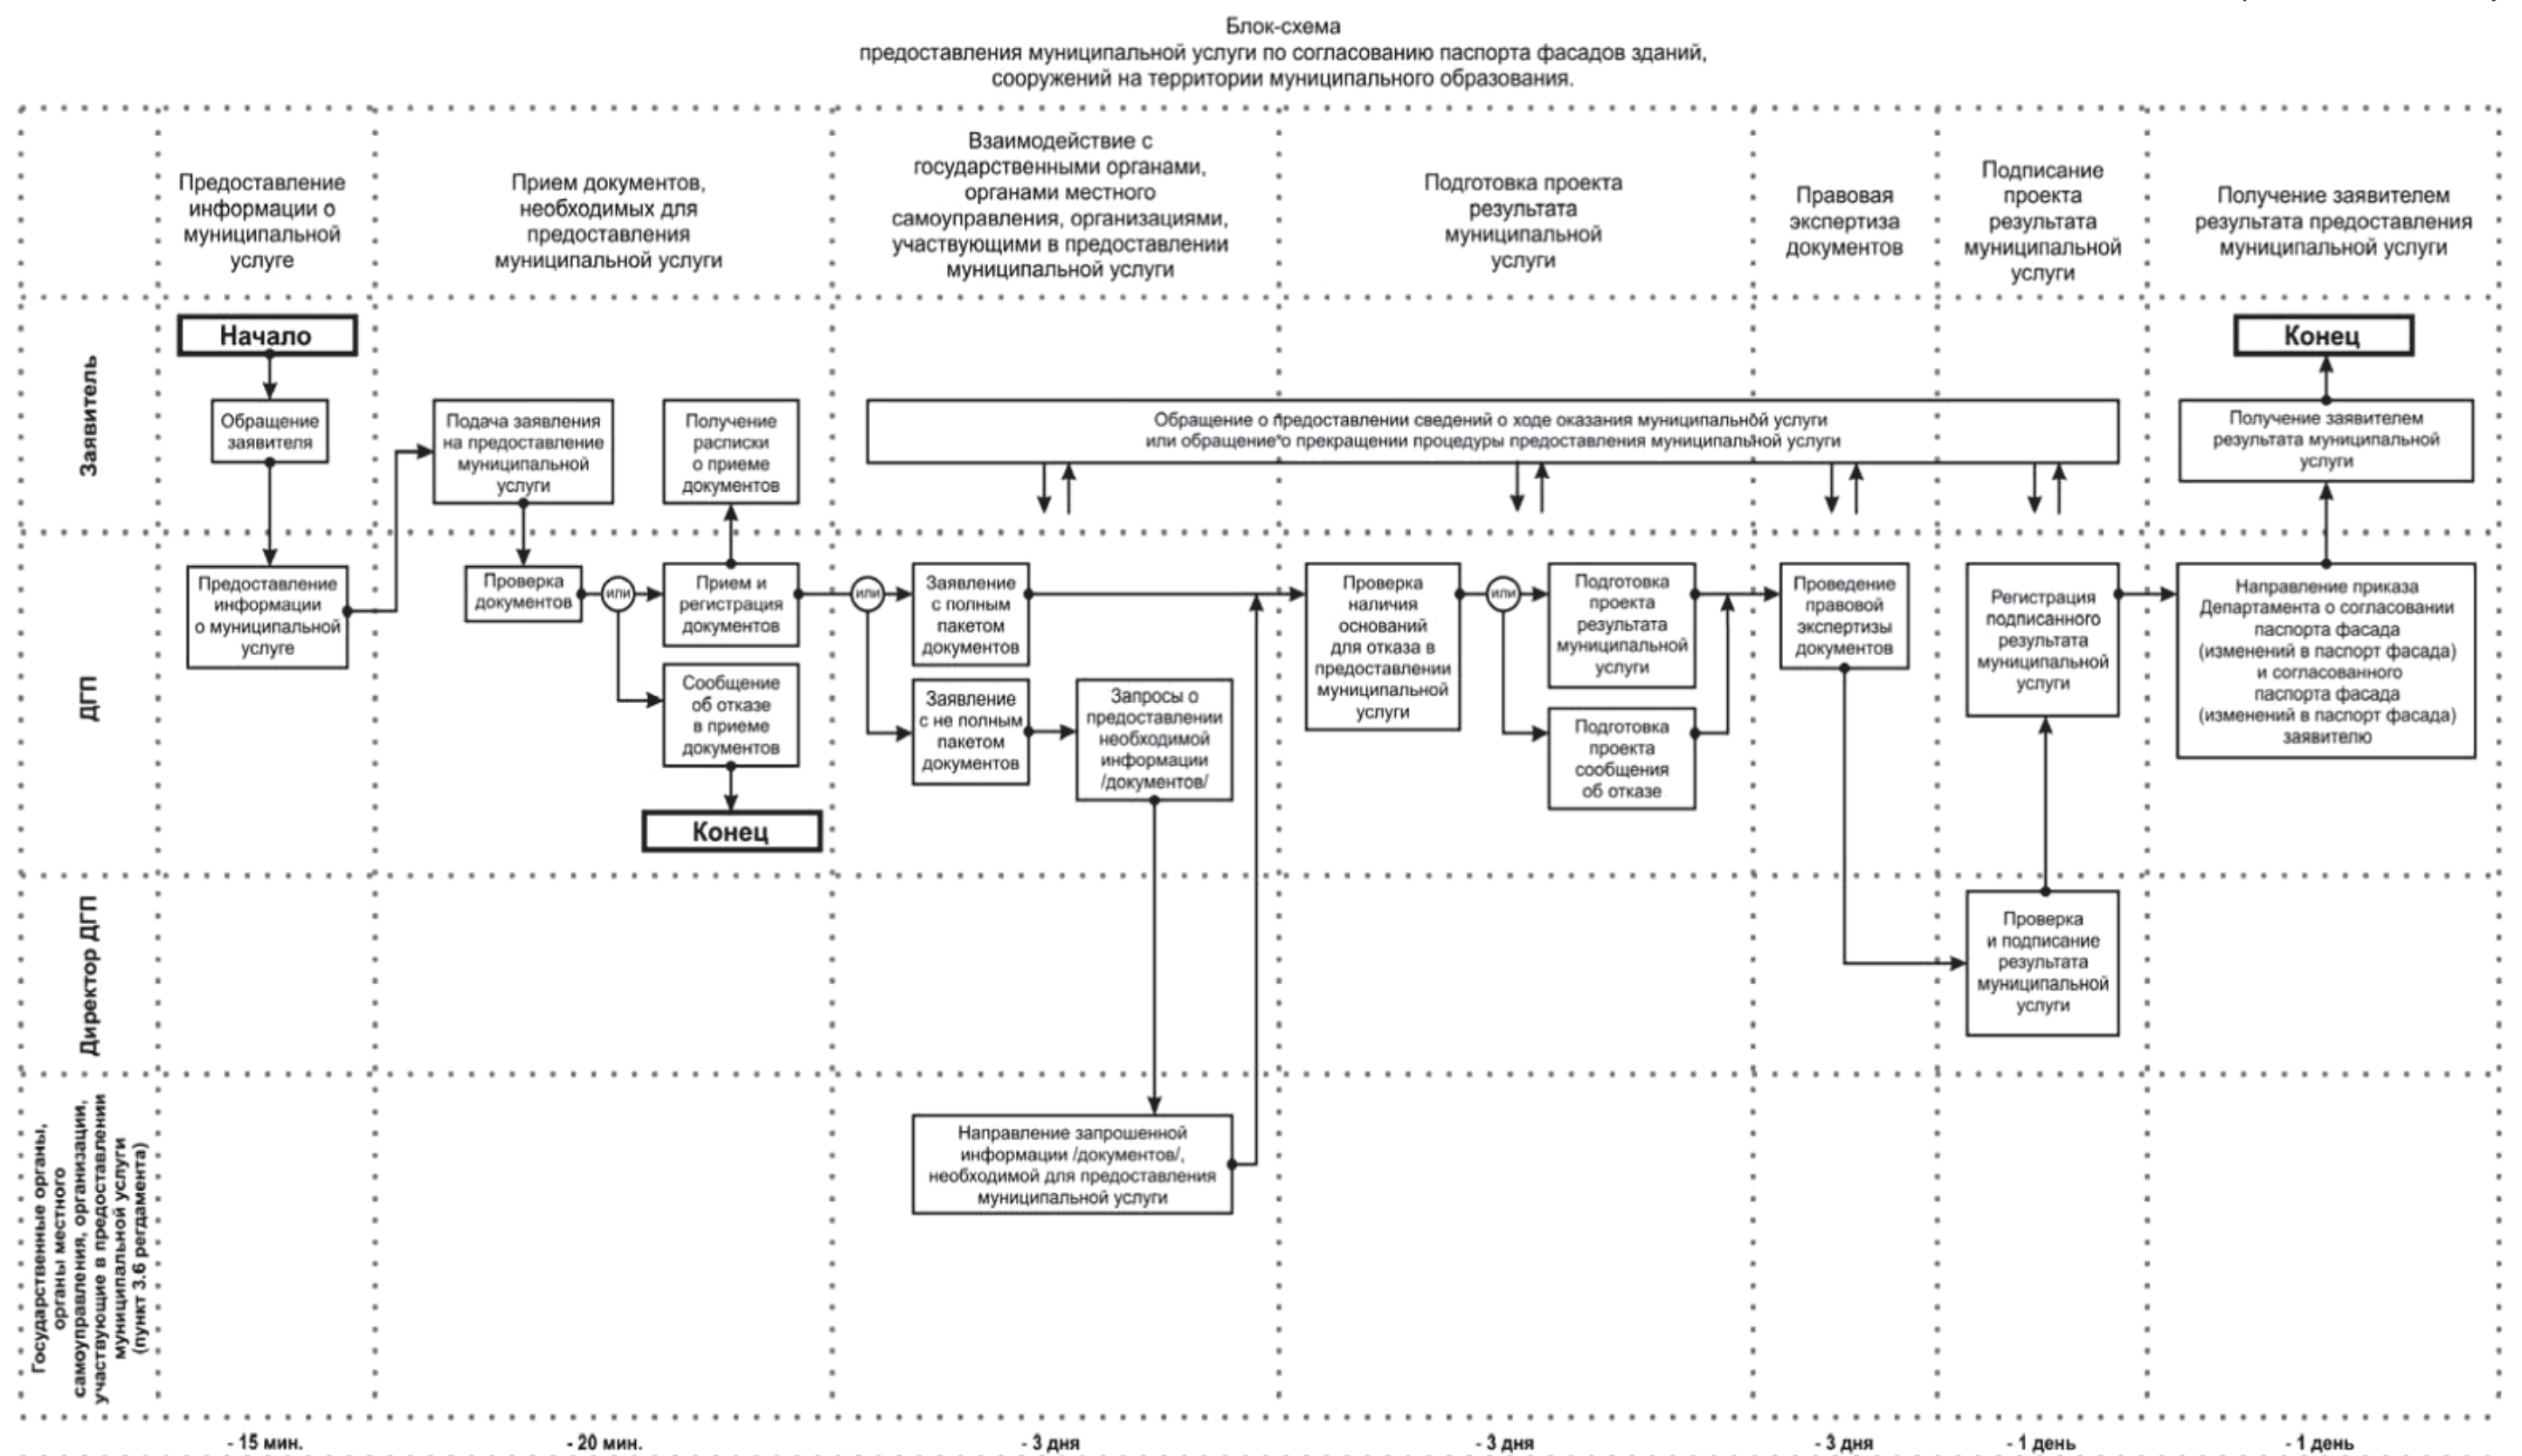 Блок-схема
предоставления муниципальной услуги по согласованию паспорта фасадов зданий,
сооружений на территории муниципального образования.
Предоставление
информации о
муниципальной
услуге
Прием документов,
необходимых для
предоставления
муниципальной услуги
Взаимодействие с
государственными органами,
органами местного
самоуправления, организациями,
участвующими в предоставлении
муниципальной услуги
Подготовка проекта
результата
муниципальной
услуги
Правовая
экспертиза
документов
Подписание
проекта
результата
муниципальной
услуги
Получение заявителем
результата предоставления
муниципальной услуги
Заявитель
Начало
Обращение
заявителя
Подача заявления
на предоставление
муниципальной
услуги
Получение
расписки
о приеме
документов
Обращение о предоставлении сведений о ходе оказания муниципальной услуги
или обращение о прекращении процедуры предоставления муниципальной услуги
Конец
Получение заявителем
результата муниципальной
услуги
ДГП
Предоставление
информации
о муниципальной
услуге
Проверка
документов
или
Прием и
регистрация
документов
Сообщение
об отказе
в приеме
документов
Конец
или
Заявление
с полным
пакетом
документов
Заявление
с не полным
пакетом
документов
Запросы о
предоставлении
необходимой
информации
/документов/
Проверка
наличия
оснований
для отказа в
предоставлении
муниципальной
услуги
или
Подготовка
проекта
результата
муниципальной
услуги
Подготовка
проекта
сообщения
об отказе
Проведение
правовой
экспертизы
документов
Регистрация
подписанного
результата
муниципальной
услуги
Направление приказа
Департамента о согласовании
паспорта фасада
(изменений в паспорт фасада)
и согласованного
паспорта фасада
(изменений в паспорт фасада)
заявителю
Директор ДГП
Проверка
и подписание
результата
муниципальной
услуги
Государственные органы,
органы местного
самоуправления, организации,
участвующие в предоставлении
муниципальной услуги
(пункт 3.6 регдамента)
Направление запрошенной
информации /документов/,
необходимой для предоставления
муниципальной услуги
- 15 мин.
- 20 мин.
- 3 дня
- 3 дня
- 3 дня
- 1 день
- 1 день